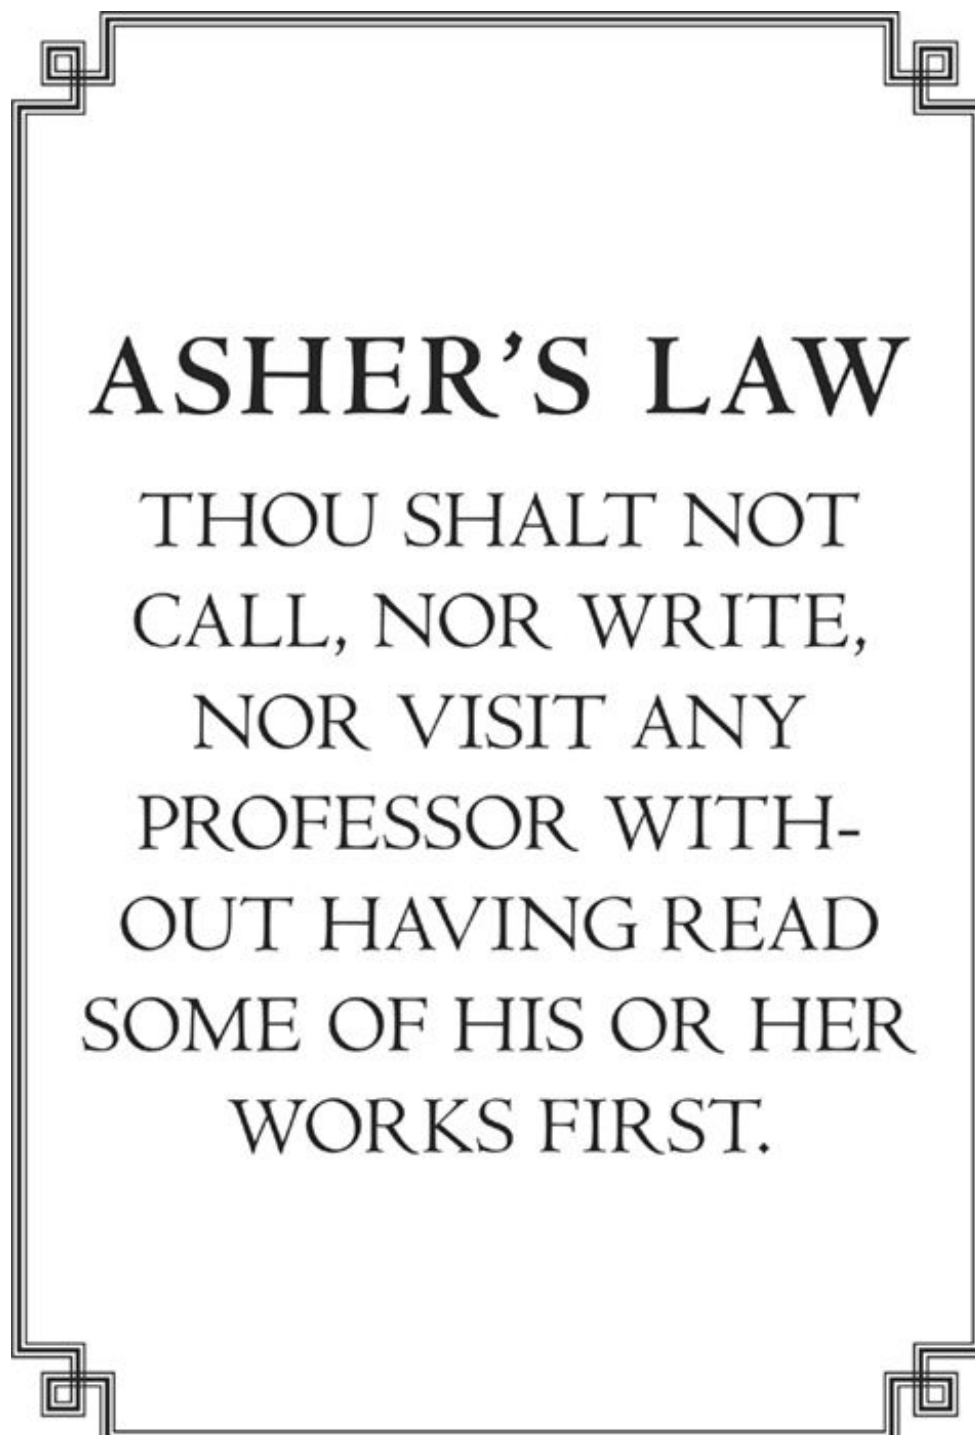 ASHER'S LAW
THOU SHALT NOT
CALL, NOR WRITE,
NOR VISIT ANY
PROFESSOR WITH-
OUT HAVING READ
SOME OF HIS OR HER
WORKS FIRST.